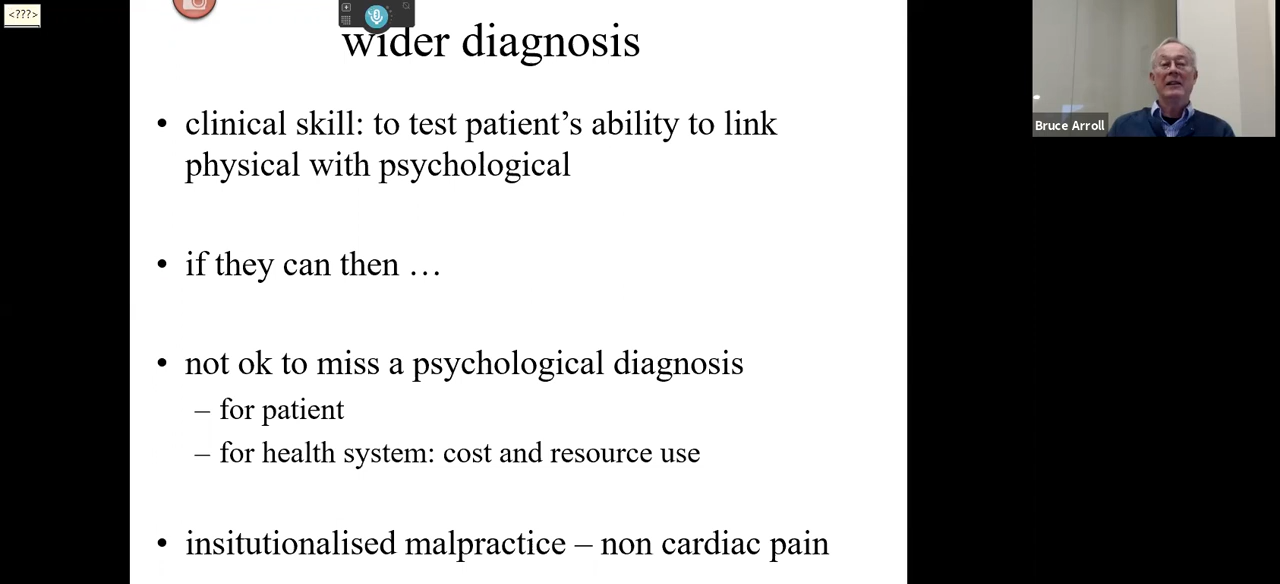 <???>
wider diagnosis
• clinical skill: to test patient’s ability to link
physical with psychological
• if they can then …
• not ok to miss a psychological diagnosis
– for patient
– for health system: cost and resource use
• insitutionalised malpractice – non cardiac pain
Bruce Arroll